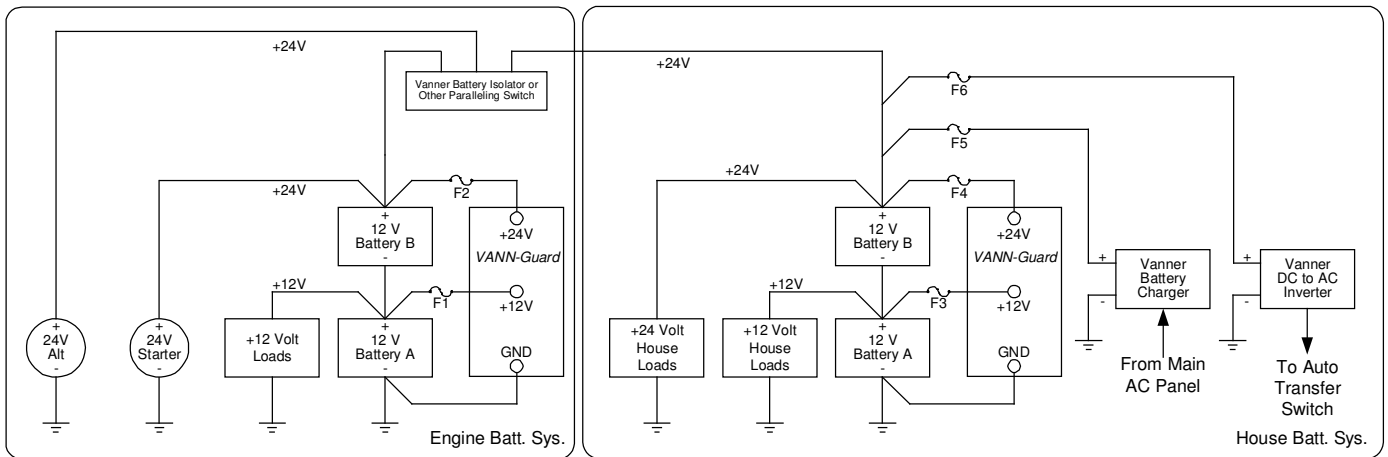 +24V
Vanner Battery Isolator or
Other Paralleling Switch
+24V
+24V
F2
+
12 V
Battery B
-
+24V
VANN-Guard
+12V
F1
+12V
+
24V
Alt
-
+
24V
Starter
-
+12 Volt
Loads
+
12 V
Battery A
-
GND
Engine Batt. Sys.
F6
F5
+24V
F4
+
12 V
Battery B
-
+24V
VANN-Guard
+12V
F3
+12V
+24 Volt
House
Loads
+12 Volt
House
Loads
+
12 V
Battery A
-
GND
+
-
Vanner
Battery
Charger
From Main
AC Panel
+
-
Vanner
DC to AC
Inverter
To Auto
Transfer
Switch
House Batt. Sys.